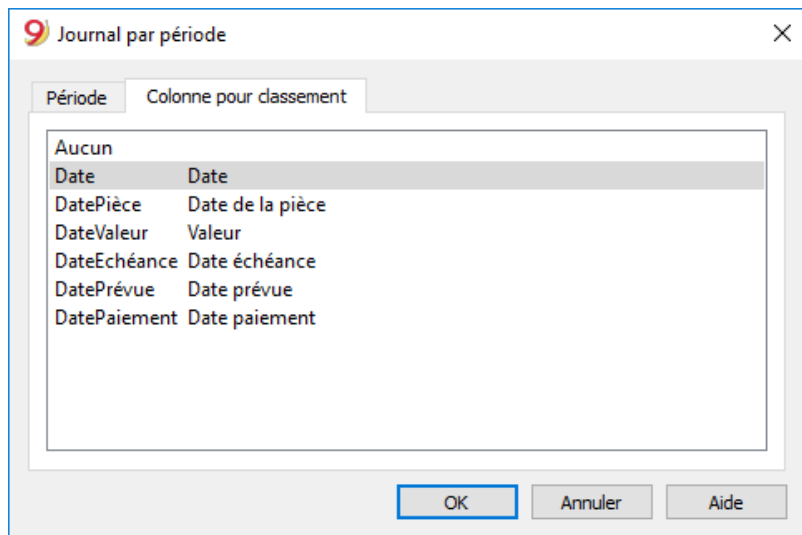 9 Journal par période
Période Colonne pour classement
Aucun
Date Date
DatePièce Date de la pièce
DateValeur Valeur
DateEchéance Date échéance
DatePrévue Date prévue
DatePaiement Date paiement
OK Annuler Aide